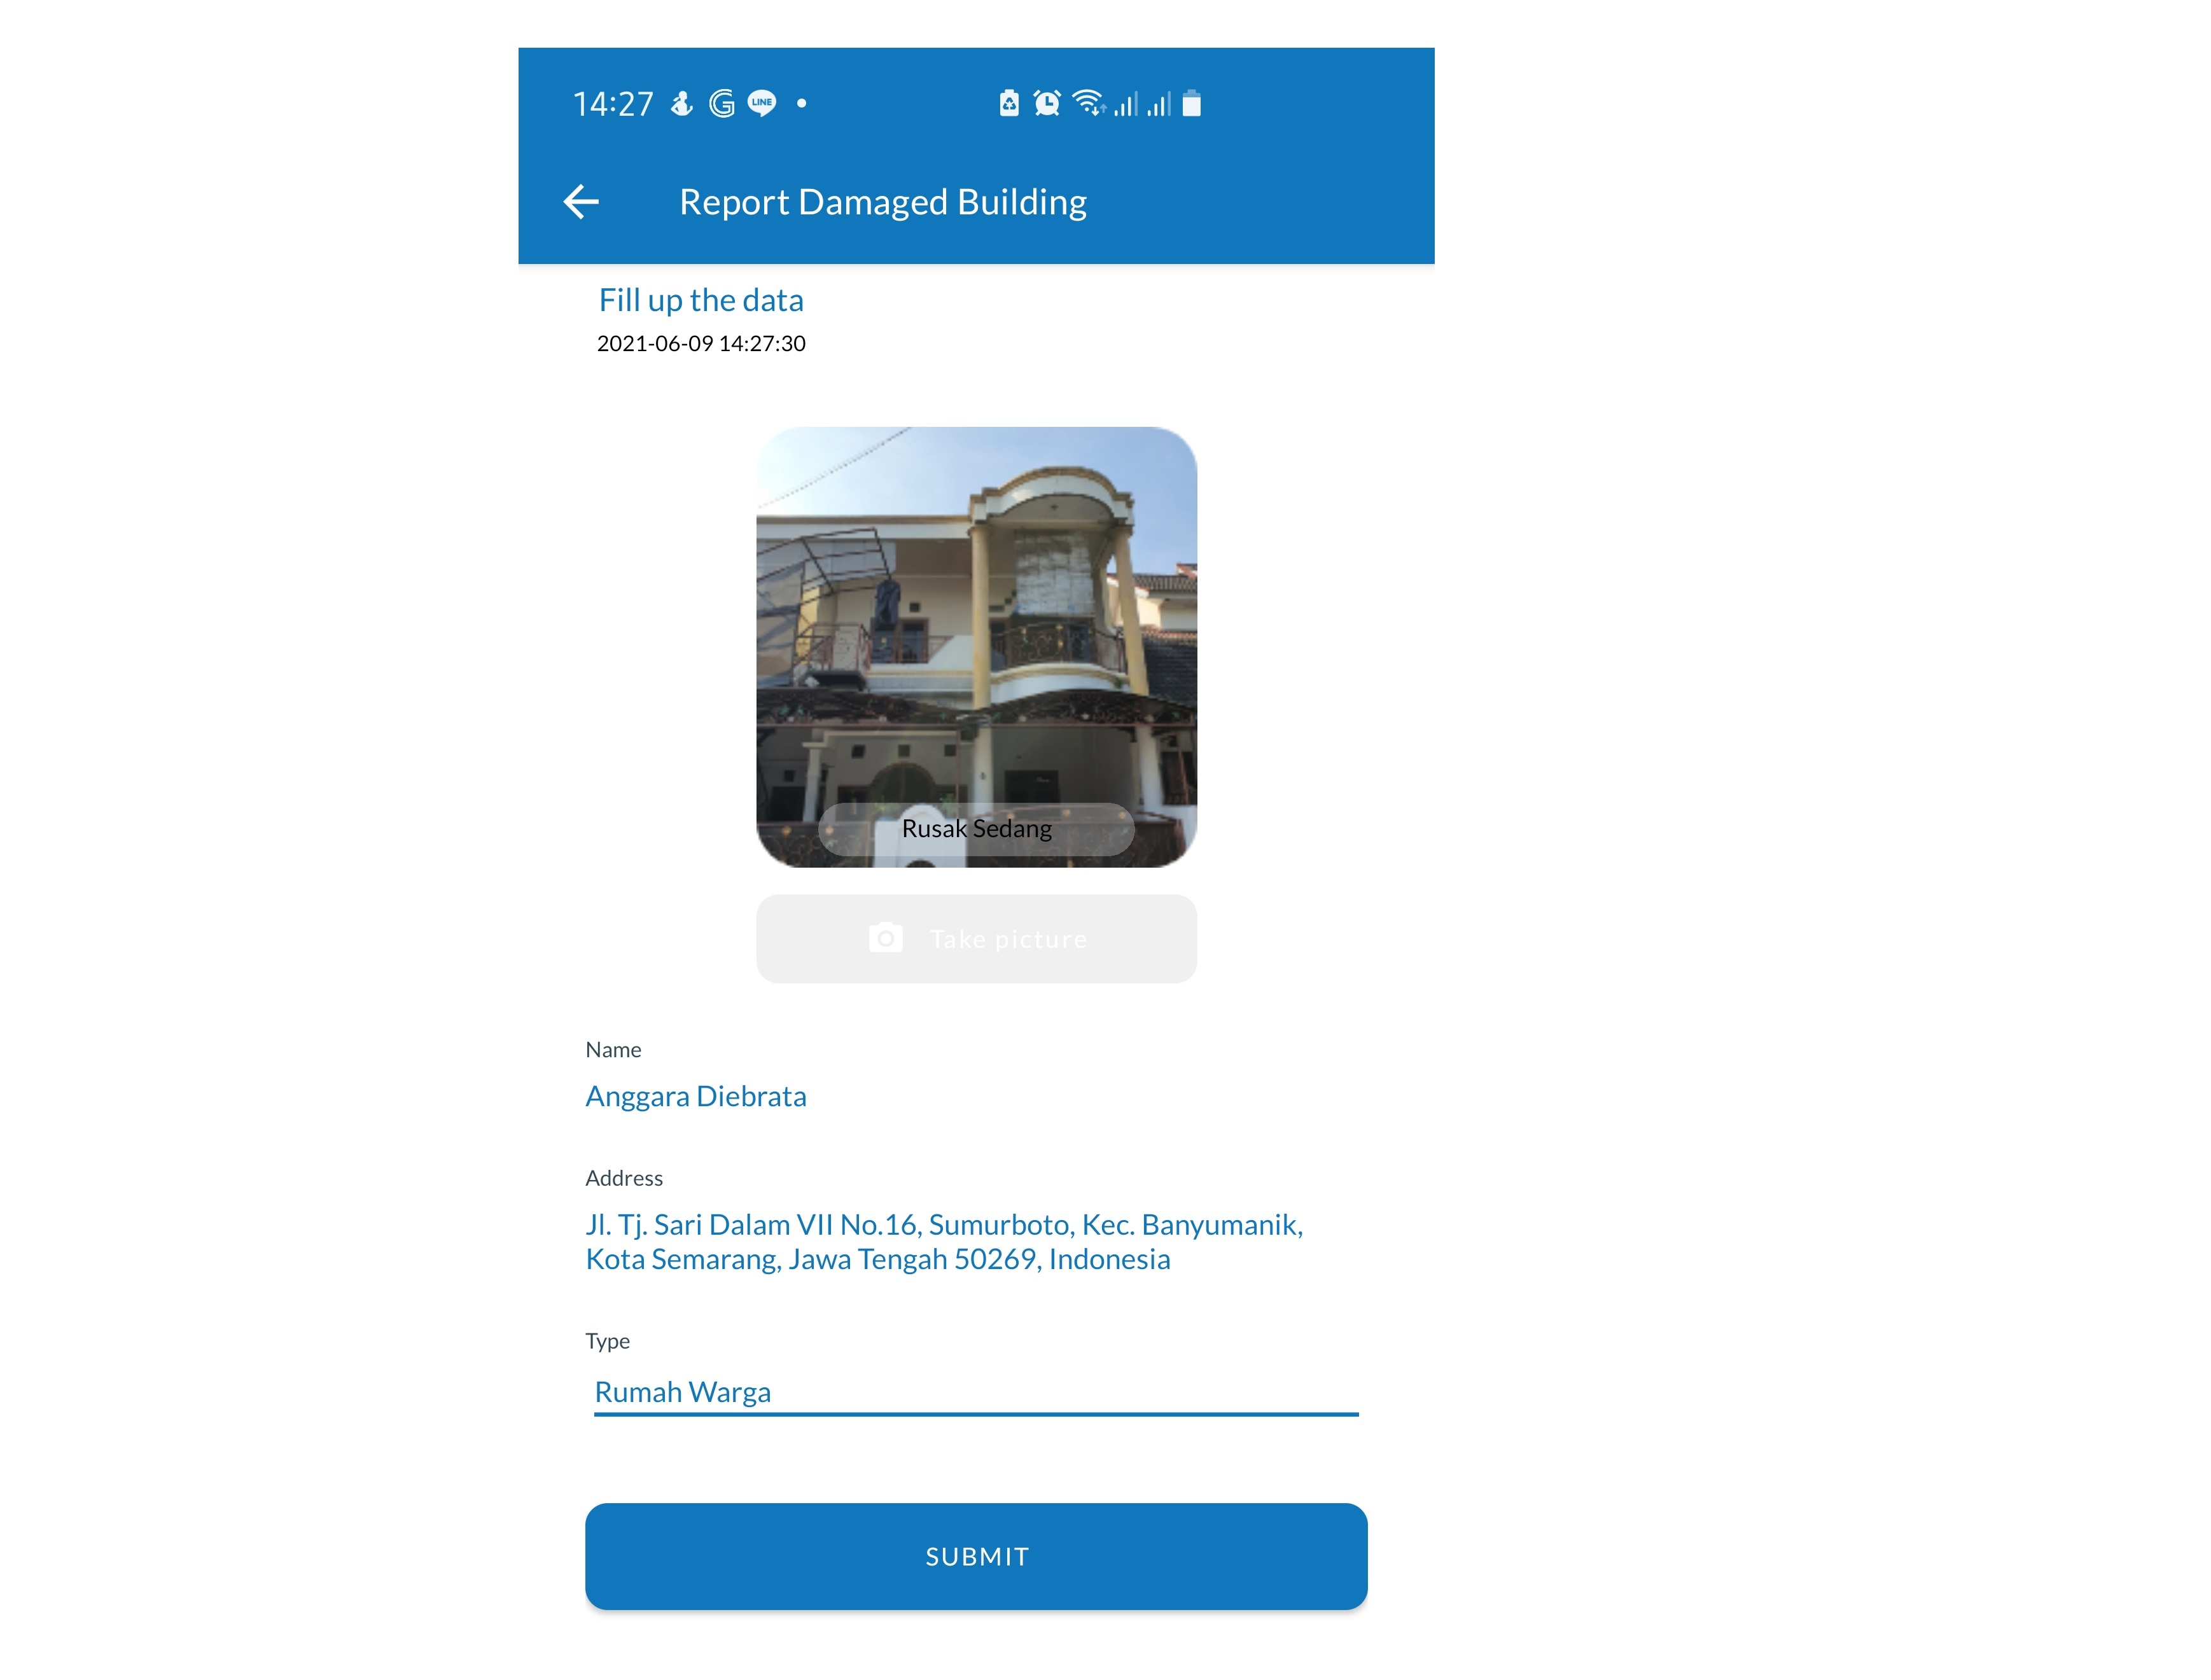 14:27 LINE
Report Damaged Building
Fill up the data
2021-06-09 14:27:30
Rusak Sedang
Take picture
Name
Anggara Diebrata
Address
Jl. Tj. Sari Dalam VII No.16, Sumurboto, Kec. Banyumanik,
Kota Semarang, Jawa Tengah 50269, Indonesia
Type
Rumah Warga
SUBMIT